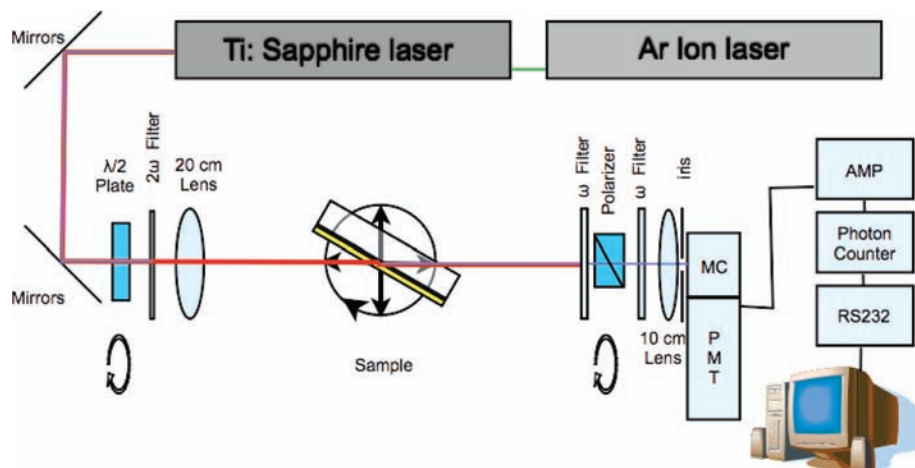 Mirrors
Ti: Sapphire laser
Ar Ion laser
λ/2
Plate
2ω Filter
20 cm
Lens
ω Filter
Polarizer
ω Filter
iris
AMP
Photon
Counter
MC
RS232
Mirrors
Sample
10 cm
Lens
P
M
T